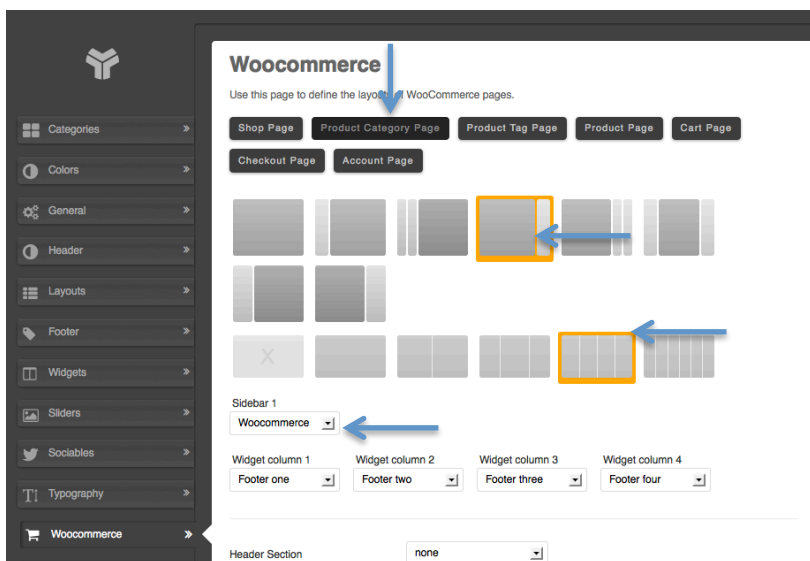 Woocommerce
Use this page to define the layouts of WooCommerce pages.
Shop Page Product Category Page Product Tag Page Product Page Cart Page
Checkout Page Account Page
Categories
Colors
General
Header
Layouts
Footer
Widgets
Sliders
Sociables
Typography
Woocommerce
X
Sidebar 1
Woocommerce
Widget column 1 Widget column 2 Widget column 3 Widget column 4
Footer one Footer two Footer three Footer four
Header Section none